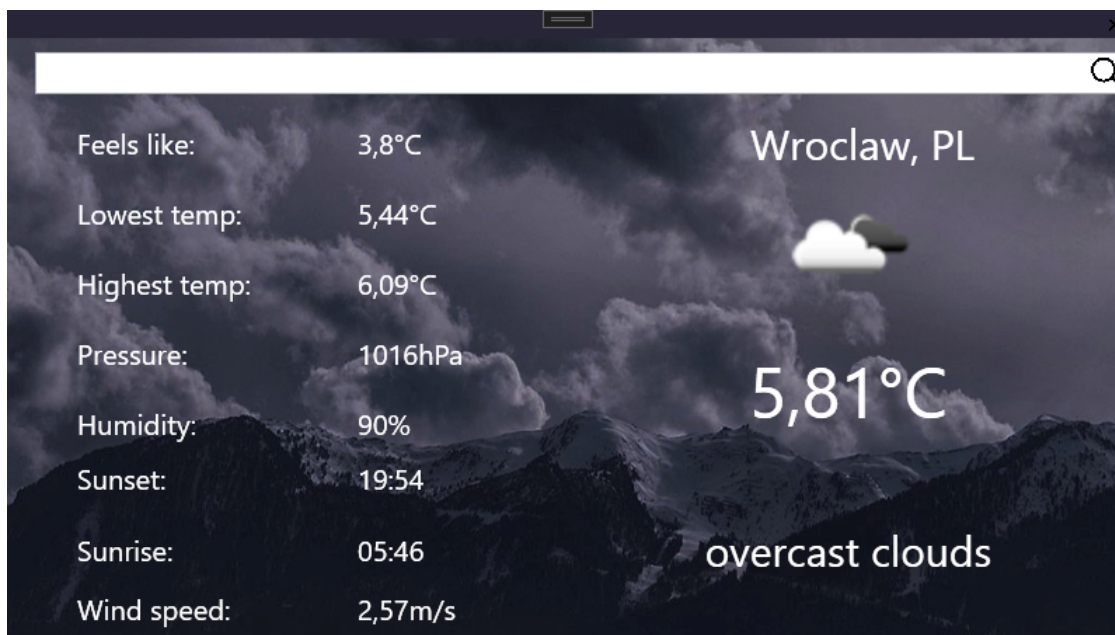 Feels like: 3,8°C
Lowest temp: 5,44°C
Highest temp: 6,09°C
Pressure: 1016hPa
Humidity: 90%
Sunset: 19:54
Sunrise: 05:46
Wind speed: 2,57m/s
Wroclaw, PL
5,81°C
overcast clouds